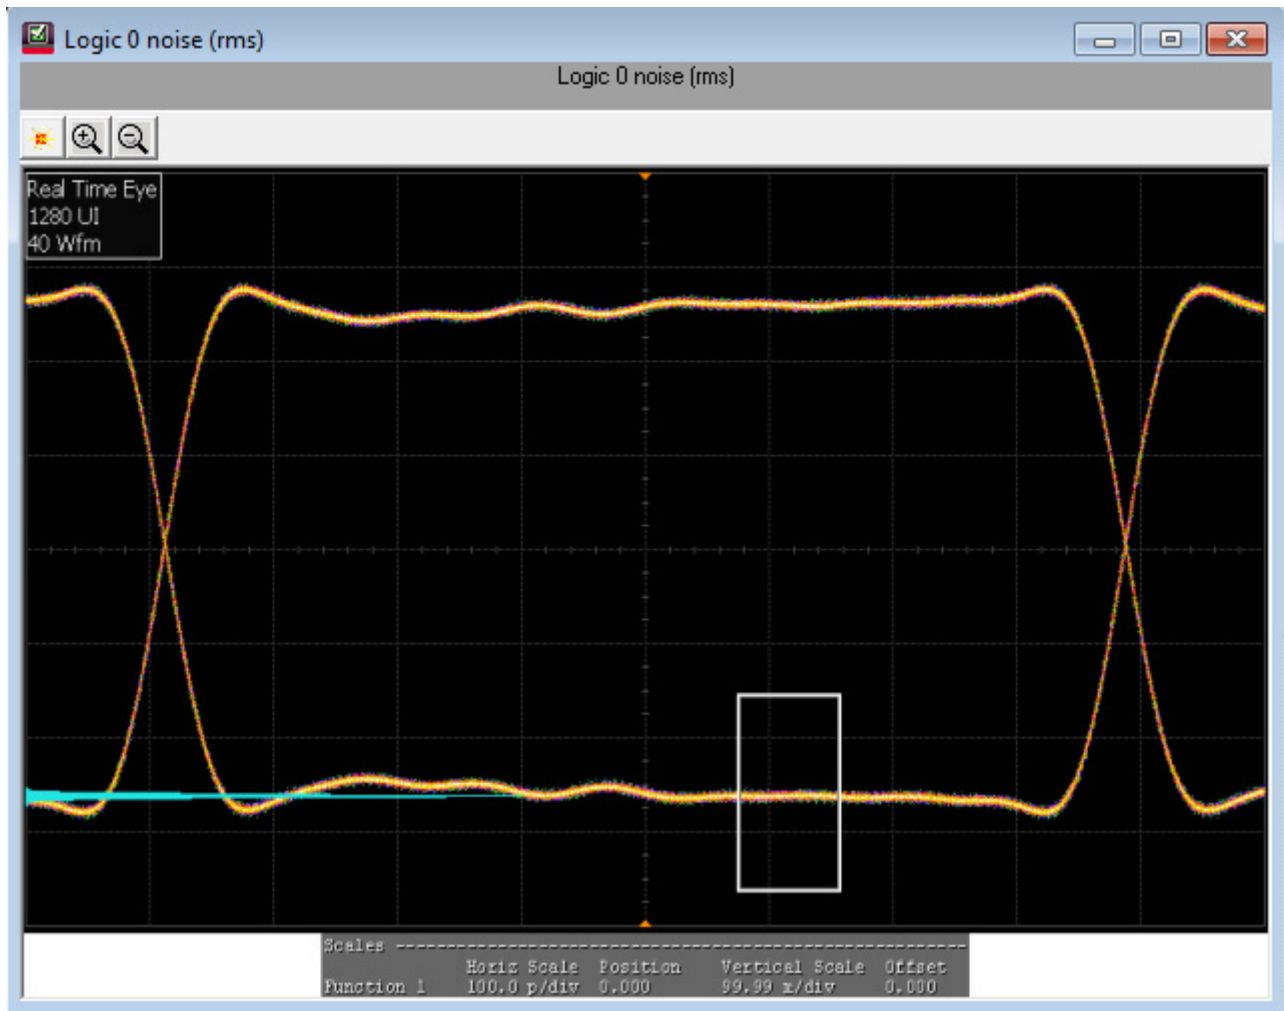 Logic 0 noise (rms)
Logic 0 noise (rms)
Real Time Eye
1280 UI
40 Wfm
Scales ---------------------------------------------------------
Horiz Scale Position Vertical Scale Offset
Function 1 100.0 p/div 0.000 99.99 m/div 0.000